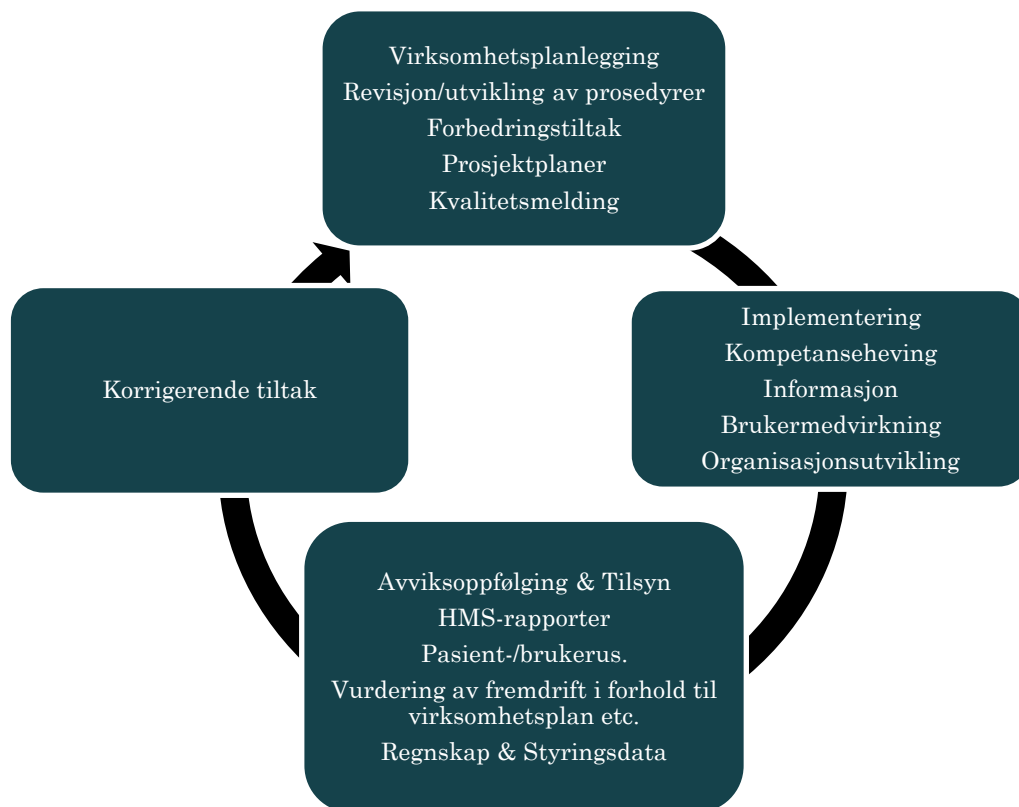 Virksomhetsplanlegging
Revisjon/utvikling av prosedyrer
Forbedringstiltak
Prosjektplaner
Kvalitetsmelding
Implementering
Kompetanseheving
Informasjon
Brukermedvirkning
Organisasjonsutvikling
Avviksoppfølging & Tilsyn
HMS-rapporter
Pasient-/brukerus.
Vurdering av fremdrift i forhold til
virksomhetsplan etc.
Regnskap & Styringsdata
Korrigerende tiltak